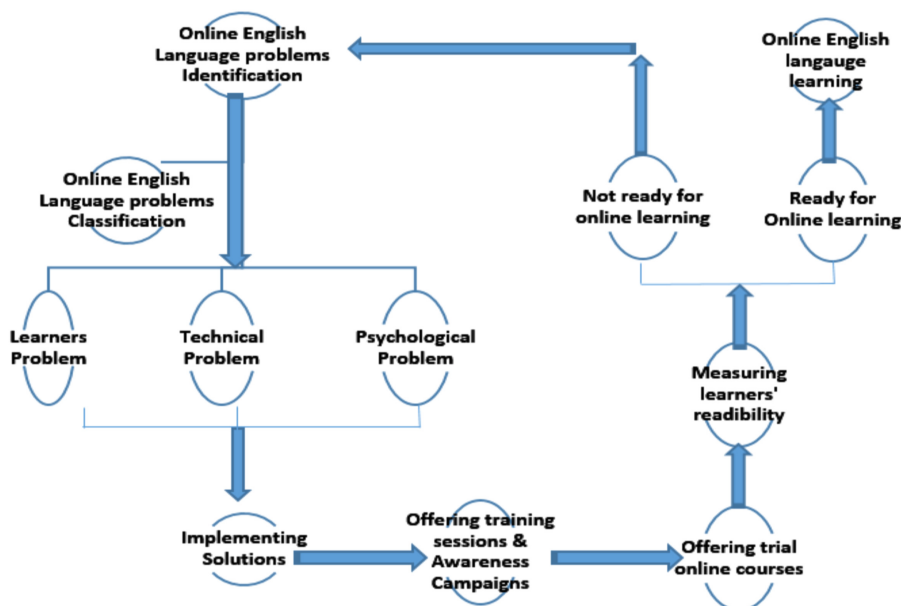 Online English
Language problems
Identification
Online English
langauge
learning
Online English
Language problems
Classification
Not ready for
online learning
Ready for
Online learning
Learners
Problem
Technical
Problem
Psychological
Problem
Measuring
learners'
readibility
Implementing
Solutions
Offering training
sessions &
Awareness
Campaigns
Offering trial
online courses